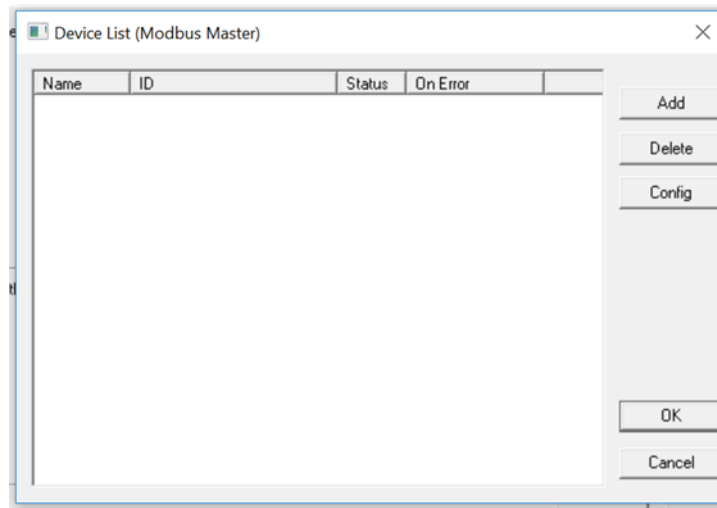 Device List (Modbus Master)
Name ID Status On Error
Add
Delete
Config
OK
Cancel